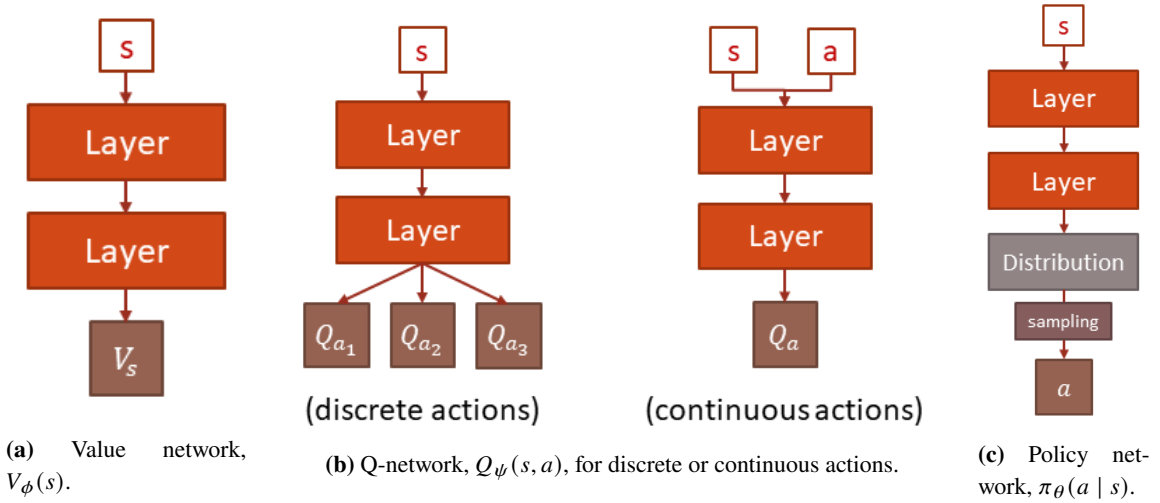 s
Layer
Layer
V_s
(a) Value network,
V_ϕ(s).
s
Layer
Layer
Q_{a_1} Q_{a_2} Q_{a_3}
(discrete actions)
s a
Layer
Layer
Q_a
(continuous actions)
(b) Q-network, Q_ψ(s, a), for discrete or continuous actions.
s
Layer
Layer
Distribution
sampling
a
(c) Policy net-
work, π_θ(a | s).